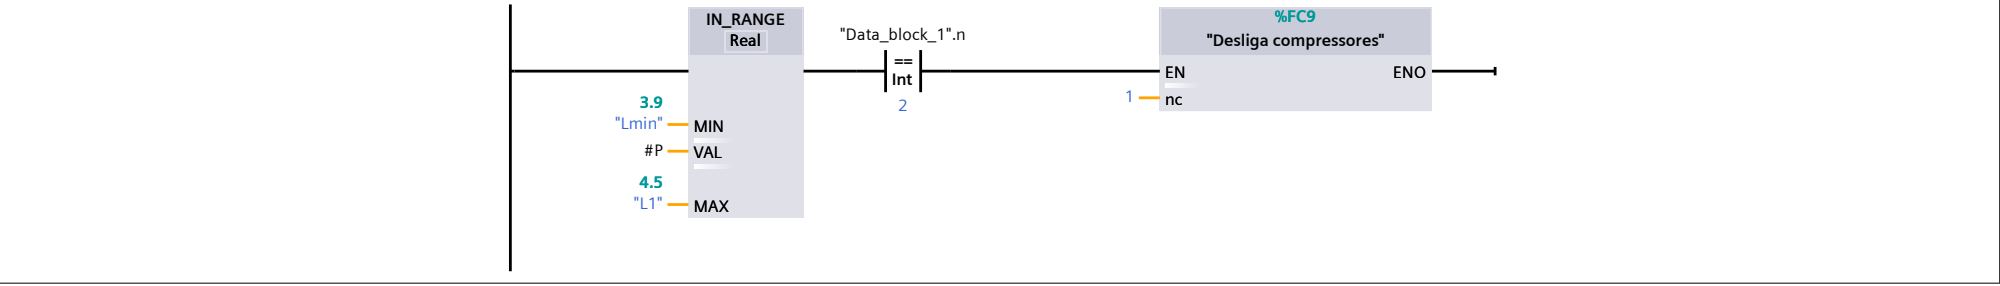 IN_RANGE
Real
"Data_block_1".n
==
Int
2
%FC9
"Desliga compressores"
EN
ENO
1
nc
3.9
"Lmin"
MIN
#P
VAL
4.5
"L1"
MAX